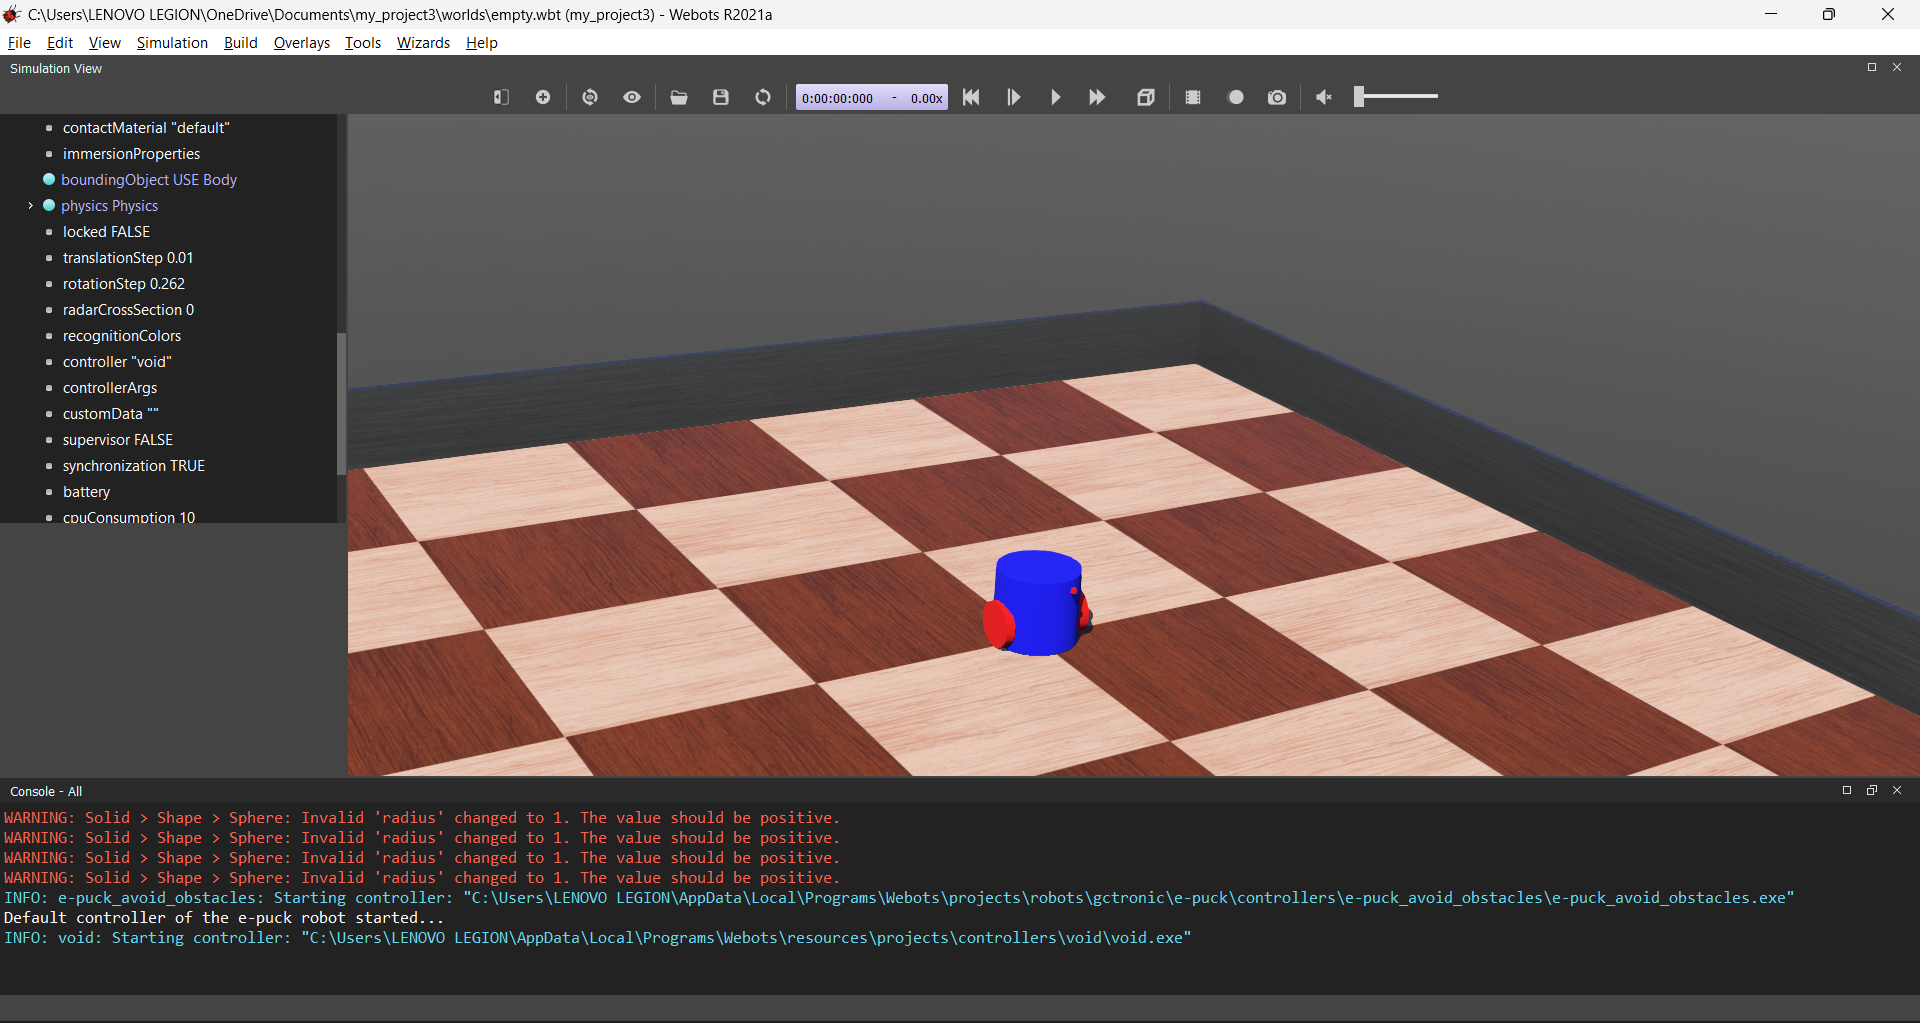 C:\Users\LENOVO LEGION\OneDrive\Documents\my_project3\worlds\empty.wbt (my_project3) - Webots R2021a
File Edit View Simulation Build Overlays Tools Wizards Help
Simulation View
0:00:00:000 - 0.00x
contactMaterial "default"
immersionProperties
boundingObject USE Body
physics Physics
locked FALSE
translationStep 0.01
rotationStep 0.262
radarCrossSection 0
recognitionColors
controller "void"
controllerArgs
customData ""
supervisor FALSE
synchronization TRUE
battery
cpuConsumption 10
Console - All
WARNING: Solid > Shape > Sphere: Invalid 'radius' changed to 1. The value should be positive.
WARNING: Solid > Shape > Sphere: Invalid 'radius' changed to 1. The value should be positive.
WARNING: Solid > Shape > Sphere: Invalid 'radius' changed to 1. The value should be positive.
WARNING: Solid > Shape > Sphere: Invalid 'radius' changed to 1. The value should be positive.
INFO: e-puck_avoid_obstacles: Starting controller: "C:\Users\LENOVO LEGION\AppData\Local\Programs\Webots\projects\robots\gctronic\e-puck\controllers\e-puck_avoid_obstacles\e-puck_avoid_obstacles.exe"
Default controller of the e-puck robot started...
INFO: void: Starting controller: "C:\Users\LENOVO LEGION\AppData\Local\Programs\Webots\resources\projects\controllers\void\void.exe"